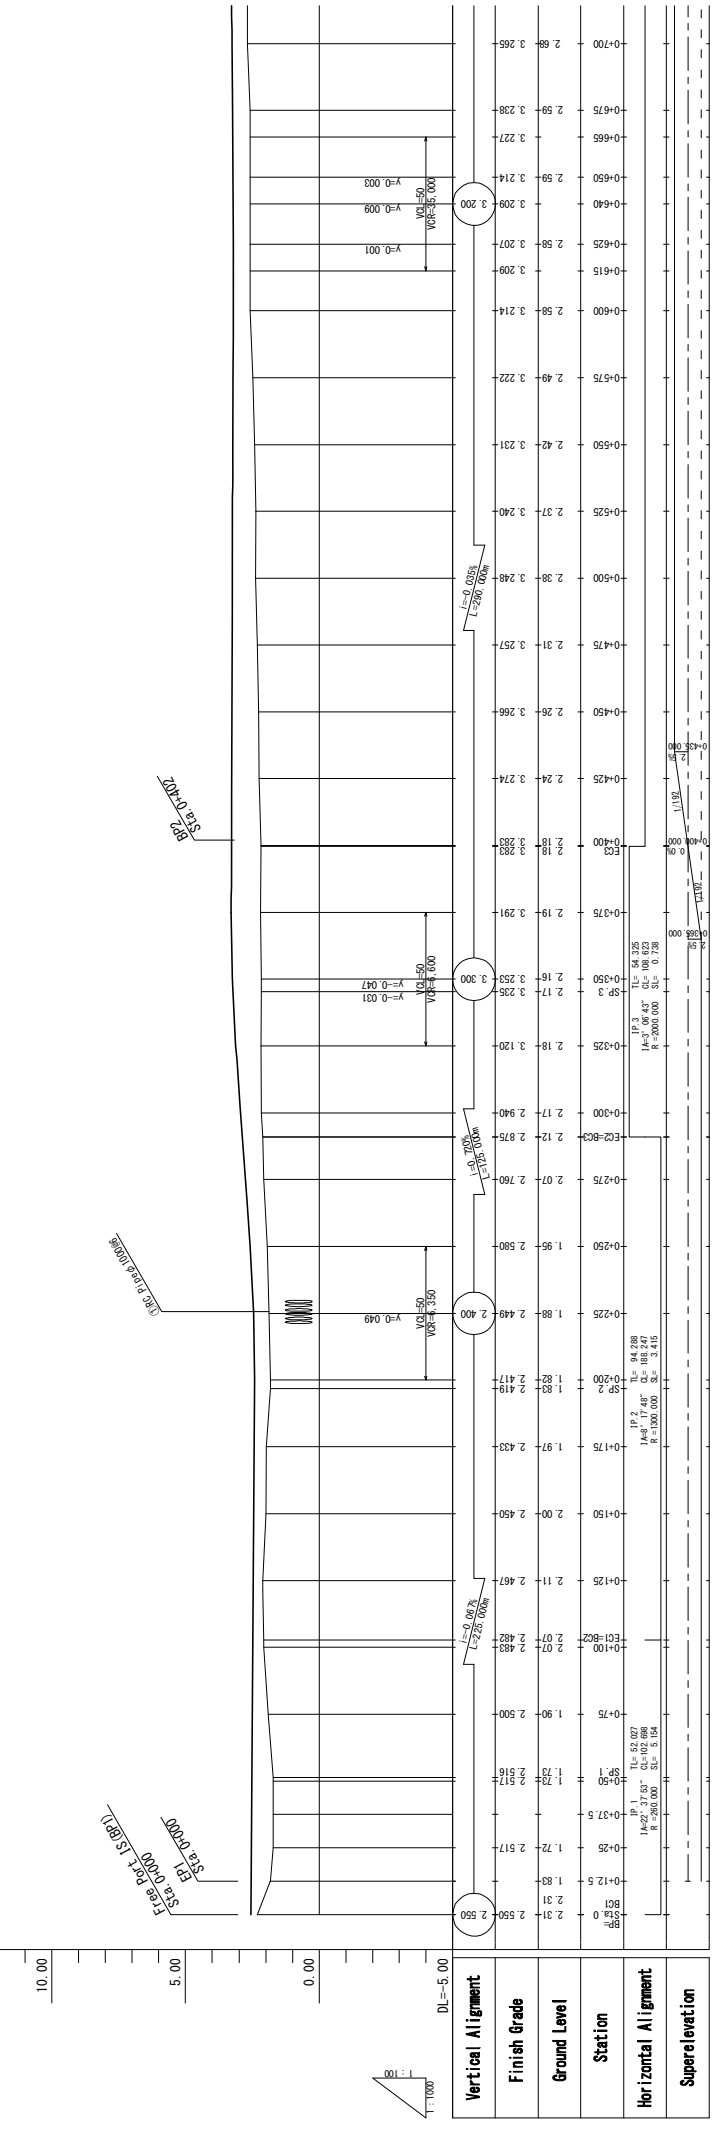 10.00
5.00
0.00
DL=-5.00
1:100
1:1000
Free Port IS(BP1)
Sta.0+000
EP1
Sta.0+000
①RC Pipeφ1000@6
BP2
Sta.0+402
y=0.049
VCL=50
VCR=6,350
y=-0.031
y=-0.047
VCL=50
VCR=6,600
y=0.001
y=0.009
y=0.003
VCL=50
VCR=35,000
Vertical Alignment
2.550
i=-0.067%
L=225.000m
2.400
i=0.720%
L=125.000m
3.300
i=-0.035%
L=290.000m
3.200
Finish Grade
2.550
2.517
2.517
2.516
2.500
2.483
2.482
2.467
2.450
2.433
2.419
2.417
2.449
2.580
2.760
2.875
2.940
3.120
3.235
3.253
3.291
3.283
3.283
3.274
3.266
3.257
3.248
3.240
3.231
3.222
3.214
3.209
3.207
3.209
3.214
3.227
3.238
3.265
Ground Level
2.31
2.31
1.83
1.72
1.73
1.73
1.90
2.07
2.07
2.11
2.00
1.97
1.83
1.82
1.88
1.95
2.07
2.12
2.17
2.18
2.17
2.16
2.19
2.18
2.18
2.24
2.26
2.31
2.38
2.37
2.42
2.49
2.58
2.58
2.59
2.59
2.68
Station
BP=
Sta.0
BC1
0+12.5
0+25
0+37.5
0+50
SP.1
0+75
0+100
EC1=BC2
0+125
0+150
0+175
SP.2
0+200
0+225
0+250
0+275
EC2=BC3
0+300
0+325
SP.3
0+350
0+375
EC3
0+400
0+425
0+450
0+475
0+500
0+525
0+550
0+575
0+600
0+615
0+625
0+640
0+650
0+665
0+675
0+700
Horizontal Alignment
IP.1
IA=22°37'53"
R =260.000
TL= 52.027
CL=102.698
SL= 5.154
IP.2
IA=8°17'48"
R =1300.000
TL= 94.288
CL= 188.247
SL= 3.415
IP.3
IA=3°06'43"
R =2000.000
TL= 54.325
CL= 108.623
SL= 0.738
Superelevation
2.5%
0+365.000
1/192
0.0%
0+400.000
1/192
2.5%
0+435.000